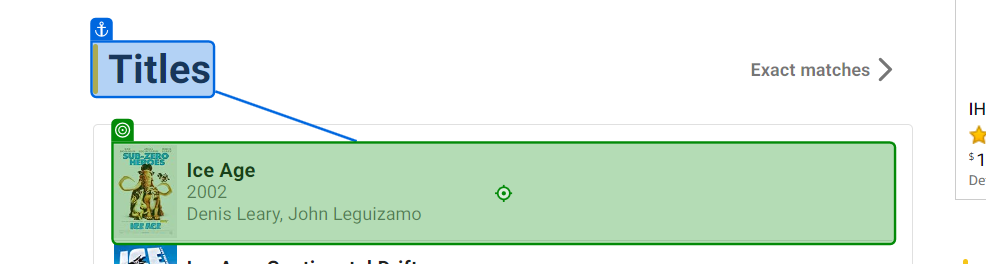 Titles
Exact matches
SUB-ZERO
HEROES
ICE AGE
Ice Age
2002
Denis Leary, John Leguizamo
IH
$1
De